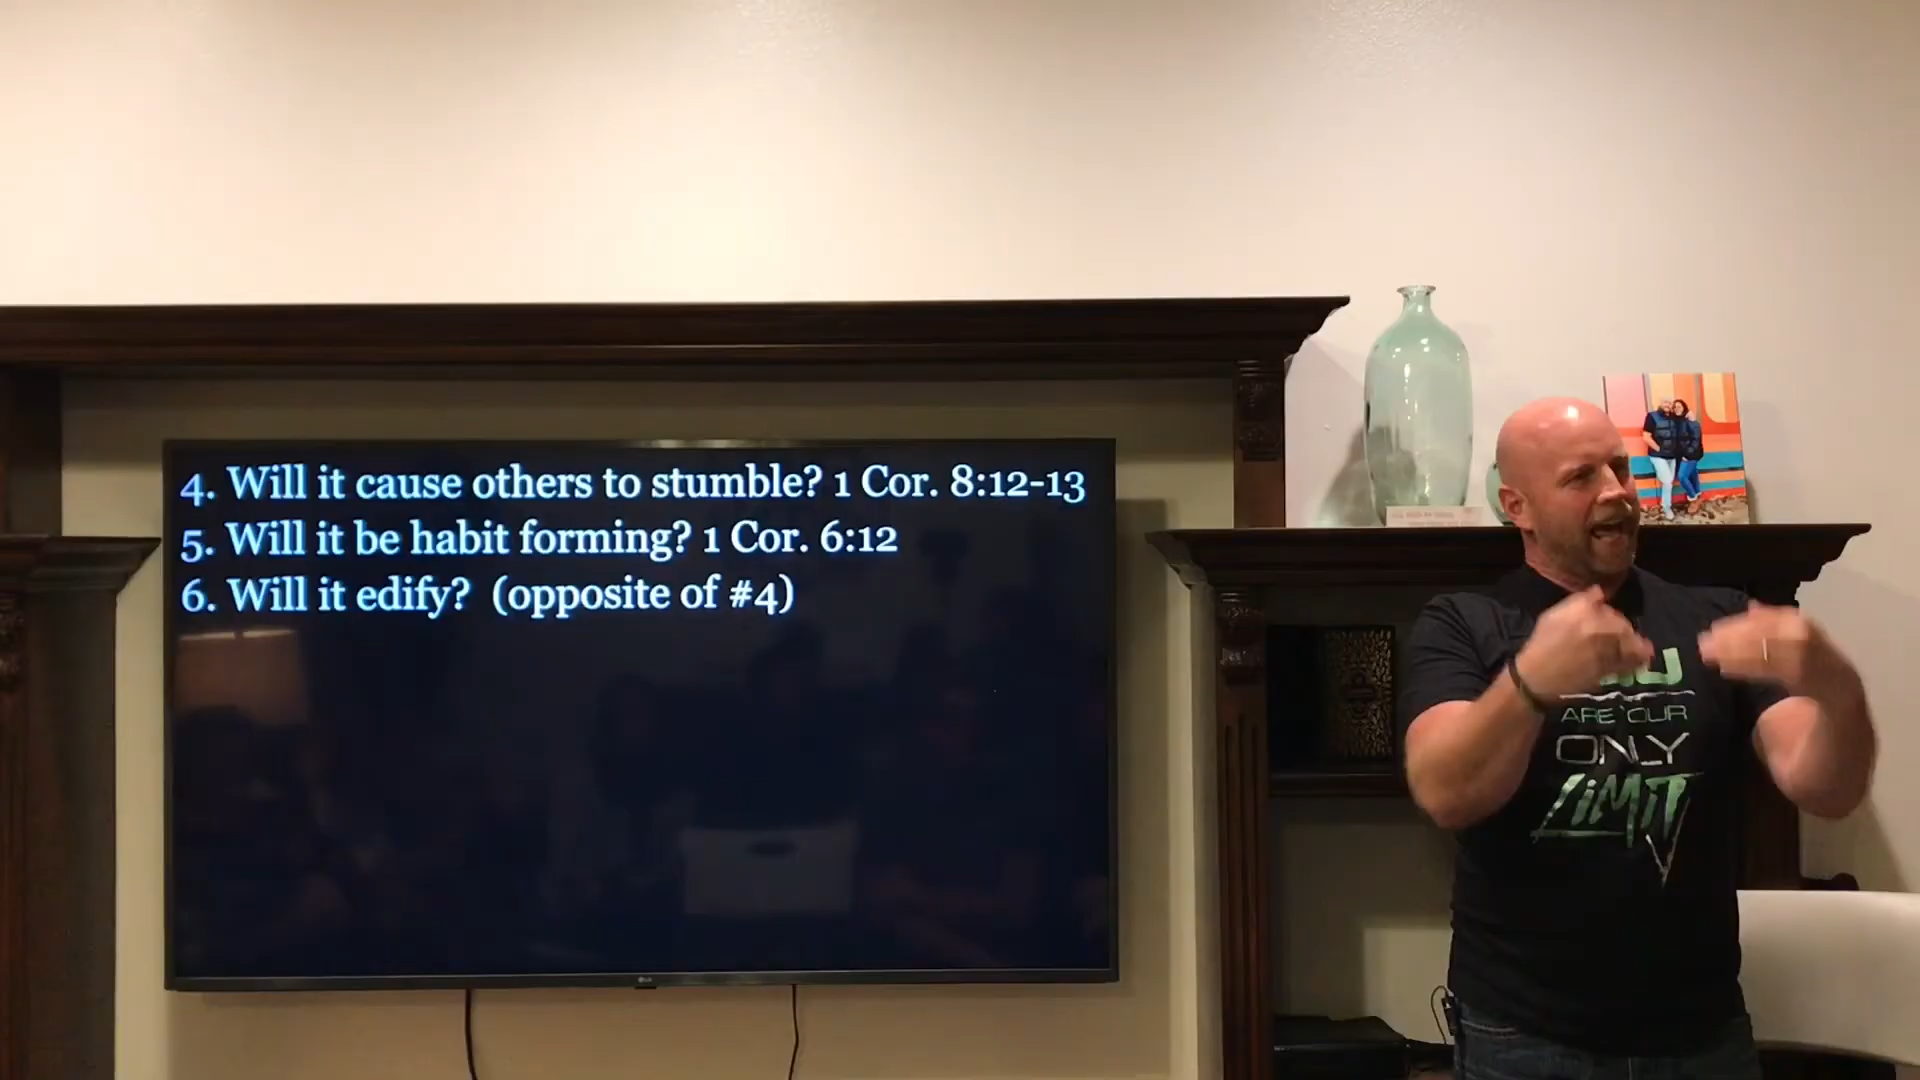 4. Will it cause others to stumble? 1 Cor. 8:12-13
5. Will it be habit forming? 1 Cor. 6:12
6. Will it edify? (opposite of #4)
ARE YOUR
ONLY
LIMIT
LG